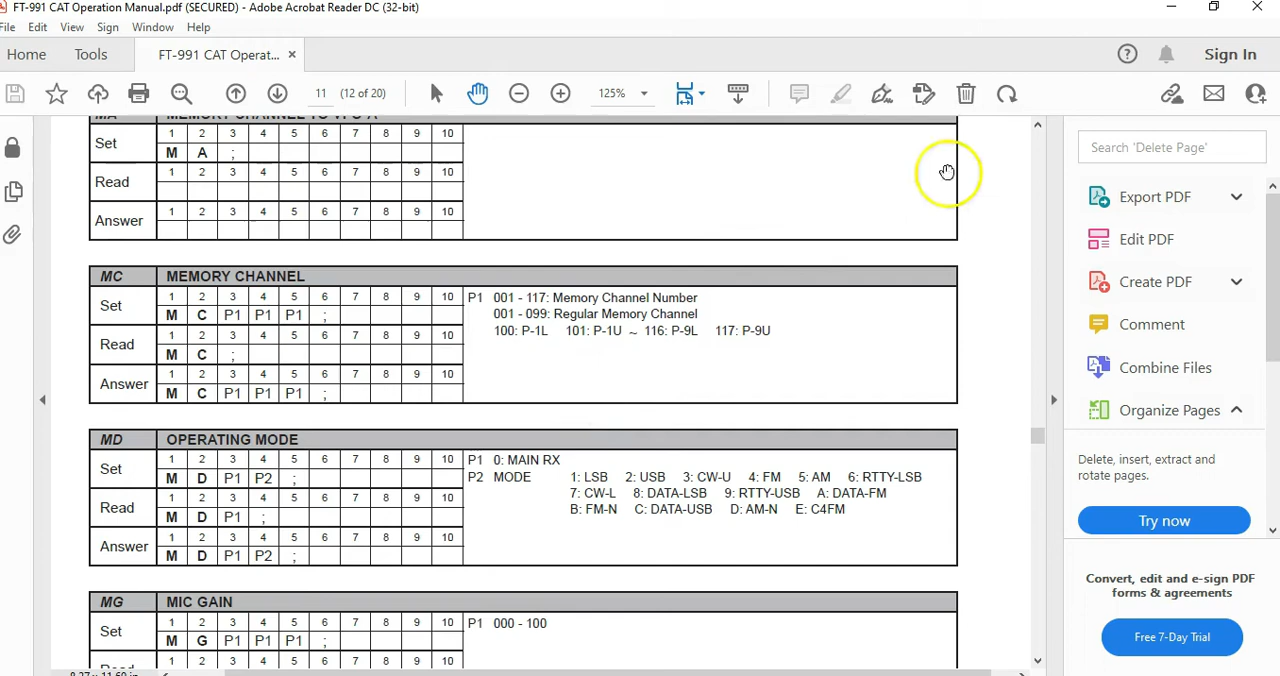 FT-991 CAT Operation Manual.pdf (SECURED) - Adobe Acrobat Reader DC (32-bit)
File Edit View Sign Window Help
Home Tools FT-991 CAT Operat... × Sign In
11 (12 of 20) 125%
MA MEMORY CHANNEL TO VFO-A
Set 1 2 3 4 5 6 7 8 9 10
M A ;
Read 1 2 3 4 5 6 7 8 9 10
Answer 1 2 3 4 5 6 7 8 9 10
MC MEMORY CHANNEL
Set 1 2 3 4 5 6 7 8 9 10
M C P1 P1 P1 ;
Read 1 2 3 4 5 6 7 8 9 10
M C ;
Answer 1 2 3 4 5 6 7 8 9 10
M C P1 P1 P1 ;
P1 001 - 117: Memory Channel Number
001 - 099: Regular Memory Channel
100: P-1L 101: P-1U ~ 116: P-9L 117: P-9U
MD OPERATING MODE
Set 1 2 3 4 5 6 7 8 9 10
M D P1 P2 ;
Read 1 2 3 4 5 6 7 8 9 10
M D P1 ;
Answer 1 2 3 4 5 6 7 8 9 10
M D P1 P2 ;
P1 0: MAIN RX
P2 MODE 1: LSB 2: USB 3: CW-U 4: FM 5: AM 6: RTTY-LSB
7: CW-L 8: DATA-LSB 9: RTTY-USB A: DATA-FM
B: FM-N C: DATA-USB D: AM-N E: C4FM
MG MIC GAIN
Set 1 2 3 4 5 6 7 8 9 10
M G P1 P1 P1 ;
Read 1 2 3 4 5 6 7 8 9 10
P1 000 - 100
8.27 x 11.69 in
Search 'Delete Page'
Export PDF
Edit PDF
Create PDF
Comment
Combine Files
Organize Pages
Delete, insert, extract and
rotate pages.
Try now
Convert, edit and e-sign PDF
forms & agreements
Free 7-Day Trial